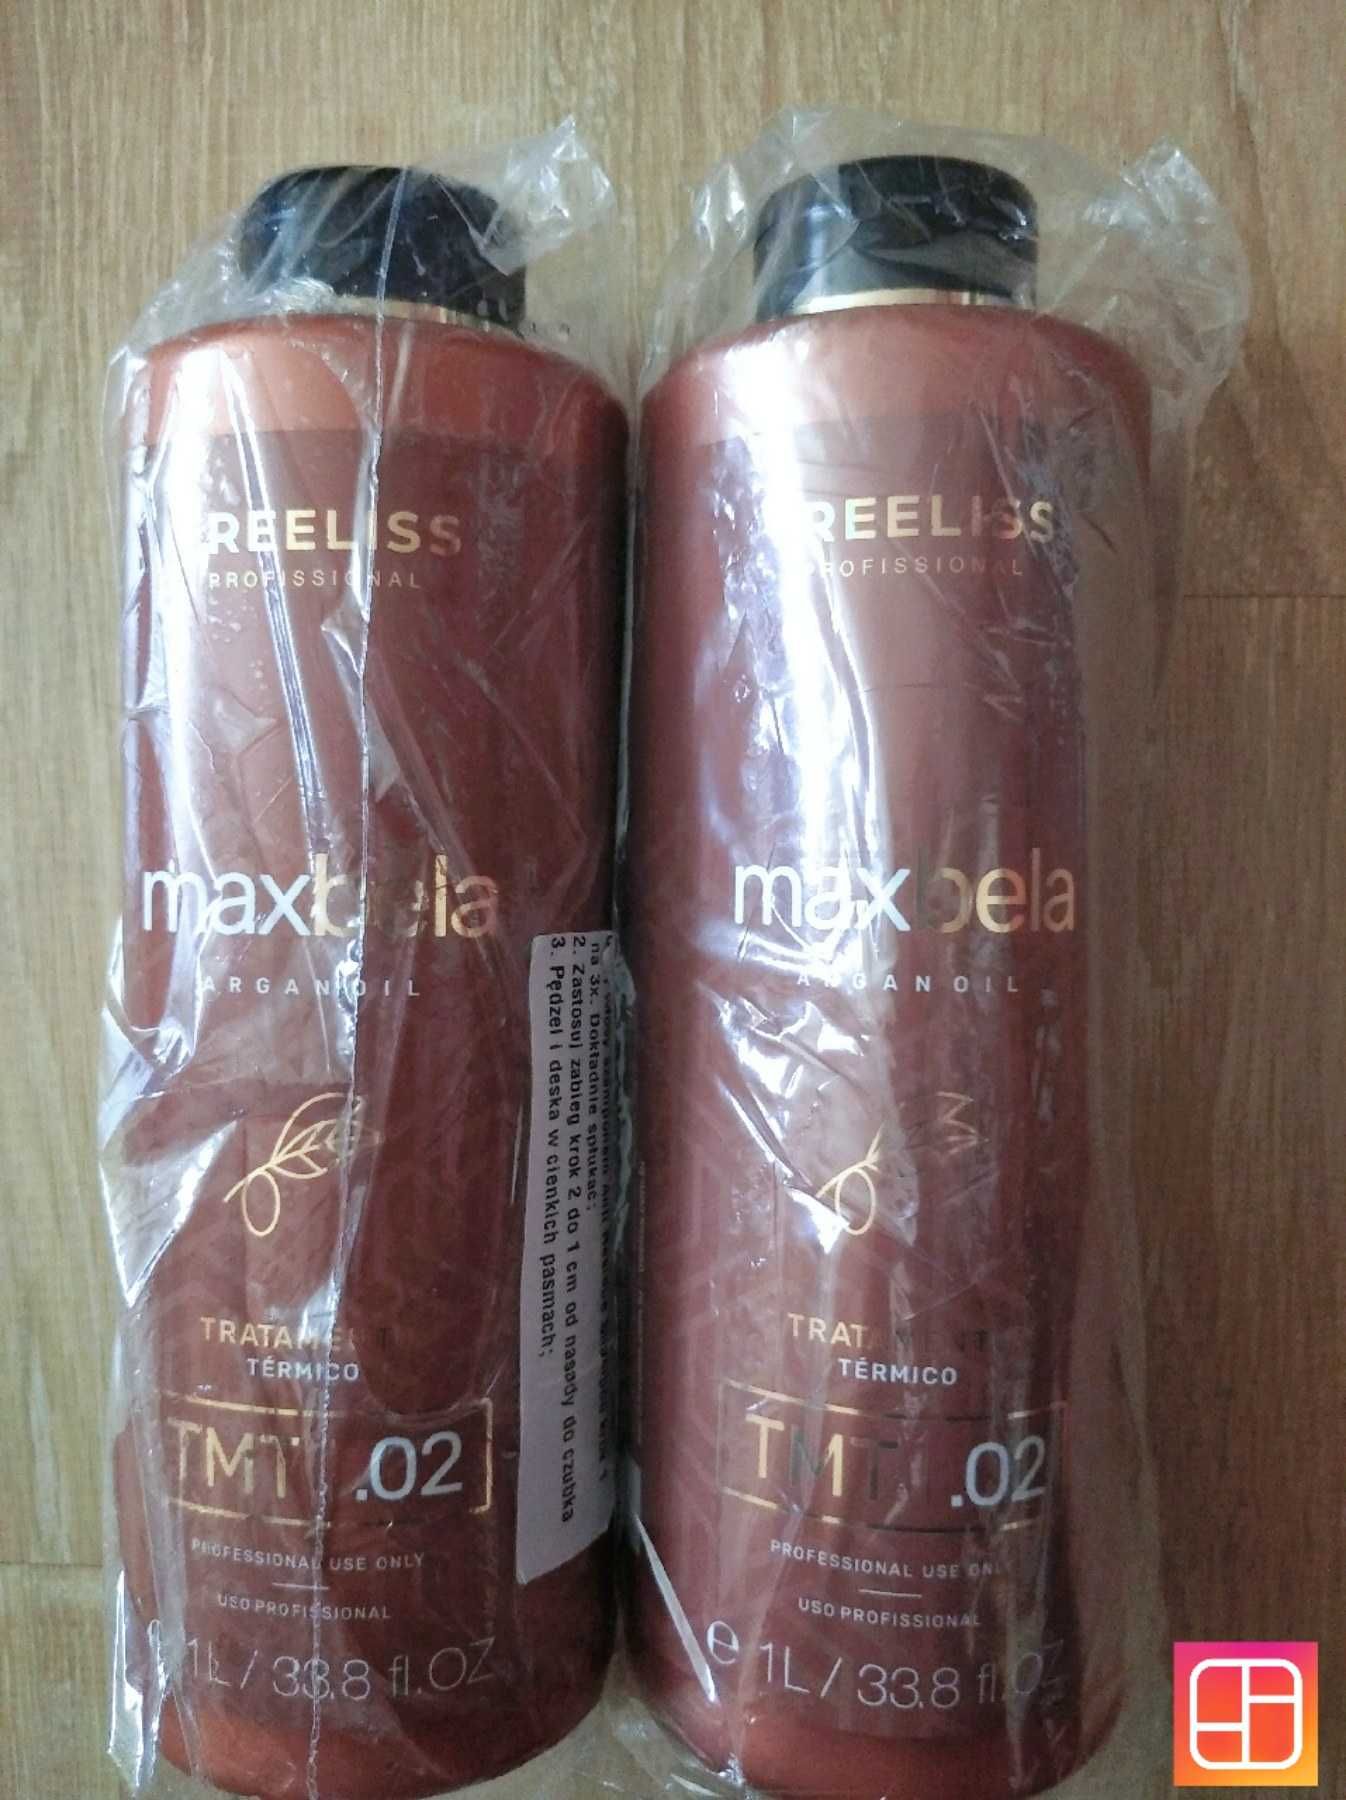 REELISS
PROFISSIONAL
maxbela
ARGAN OIL
TRATAMENT
TÉRMICO
TMT .02
PROFESSIONAL USE ONLY
USO PROFISSIONAL
e 1L / 33.8 fl.OZ
na 3x. Dokładnie spłukać;
2. Zastosuj zabieg krok 2 do 1 cm od nasady do czubka
3. Pędzel i deska w cienkich pasmach;
REELISS
PROFISSIONAL
maxbela
ARGAN OIL
TRATAMENT
TÉRMICO
TMT .02
PROFESSIONAL USE ONLY
USO PROFISSIONAL
e 1L / 33.8 fl.OZ